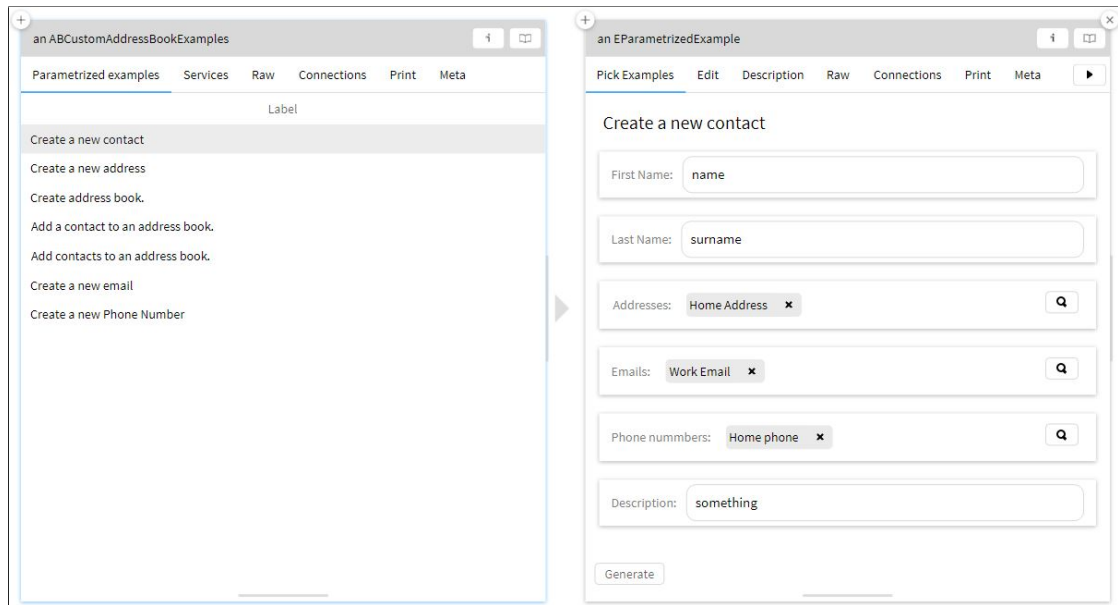 an ABCustomAddressBookExamples
Parametrized examples Services Raw Connections Print Meta
Label
Create a new contact
Create a new address
Create address book.
Add a contact to an address book.
Add contacts to an address book.
Create a new email
Create a new Phone Number
an EParametrizedExample
Pick Examples Edit Description Raw Connections Print Meta
Create a new contact
First Name: name
Last Name: surname
Addresses: Home Address
Emails: Work Email
Phone nummbers: Home phone
Description: something
Generate